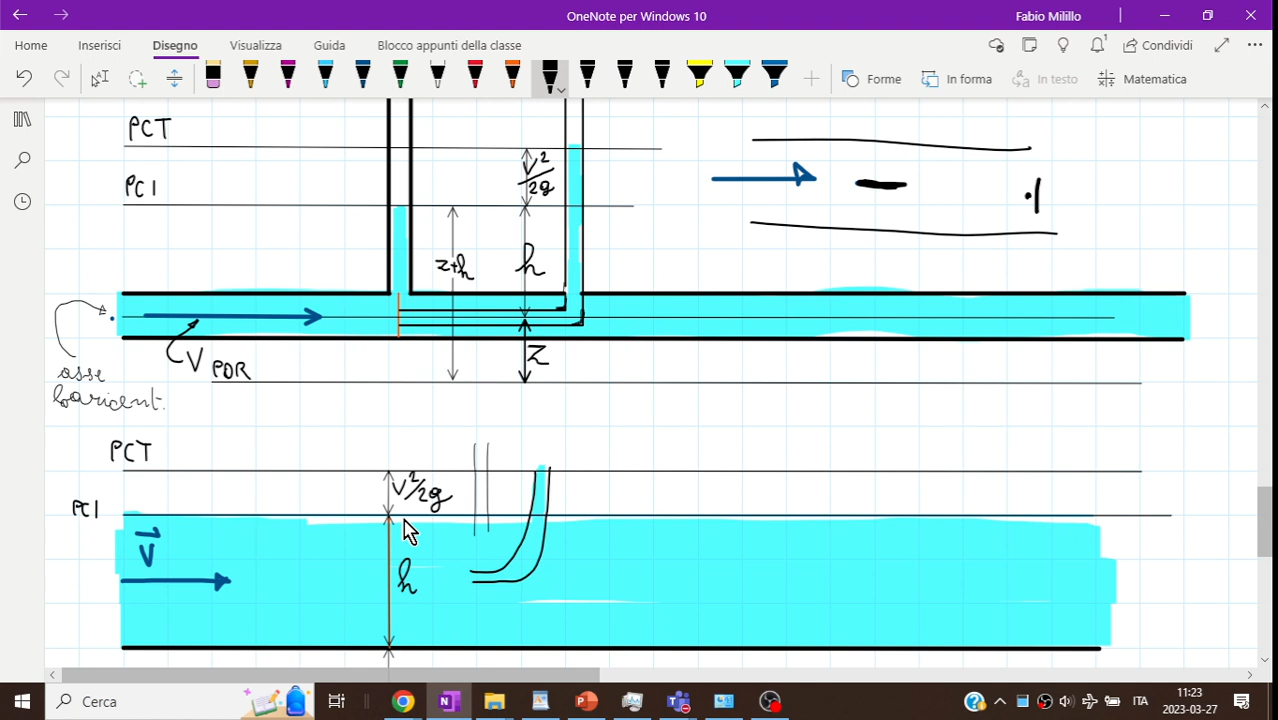 OneNote per Windows 10
Fabio Milillo
Home Inserisci Disegno Visualizza Guida Blocco appunti della classe
Condividi
Forme In forma In testo Matematica
PCT
V²/2g
PCI
z+h h
V
PDR
z
asse
baricent.
PCT
V²/2g
PCI
V
h
Cerca
ITA
11:23
2023-03-27